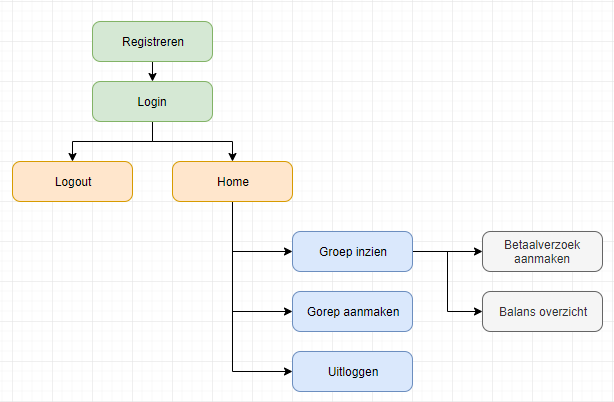 Registreren
Login
Logout
Home
Groep inzien
Betaalverzoek
aanmaken
Gorep aanmaken
Balans overzicht
Uitloggen